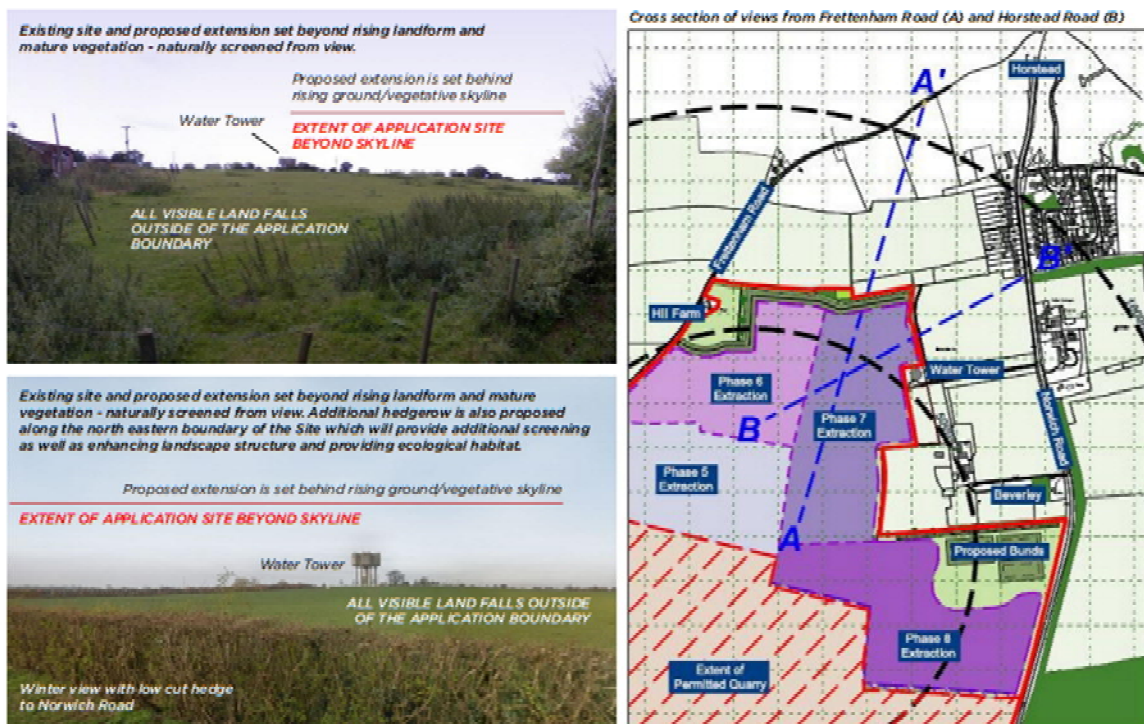 Existing site and proposed extension set beyond rising landform and
mature vegetation - naturally screened from view.
Proposed extension is set behind
rising ground/vegetative skyline
Water Tower
EXTENT OF APPLICATION SITE
BEYOND SKYLINE
ALL VISIBLE LAND FALLS
OUTSIDE OF THE APPLICATION
BOUNDARY
Existing site and proposed extension set beyond rising landform and mature
vegetation - naturally screened from view. Additional hedgerow is also proposed
along the north eastern boundary of the Site which will provide additional screening
as well as enhancing landscape structure and providing ecological habitat.
Proposed extension is set behind rising ground/vegetative skyline
EXTENT OF APPLICATION SITE BEYOND SKYLINE
Water Tower
ALL VISIBLE LAND FALLS OUTSIDE
OF THE APPLICATION BOUNDARY
Winter view with low cut hedge
to Norwich Road
Cross section of views from Frettenham Road (A) and Horstead Road (B)
Horstead
A'
Frettenham Road
B'
Hill Farm
Water Tower
Phase 6
Extraction
B
Phase 7
Extraction
Norwich Road
Phase 5
Extraction
Beverley
A
Proposed Bunds
Phase 8
Extraction
Extent of
Permitted Quarry